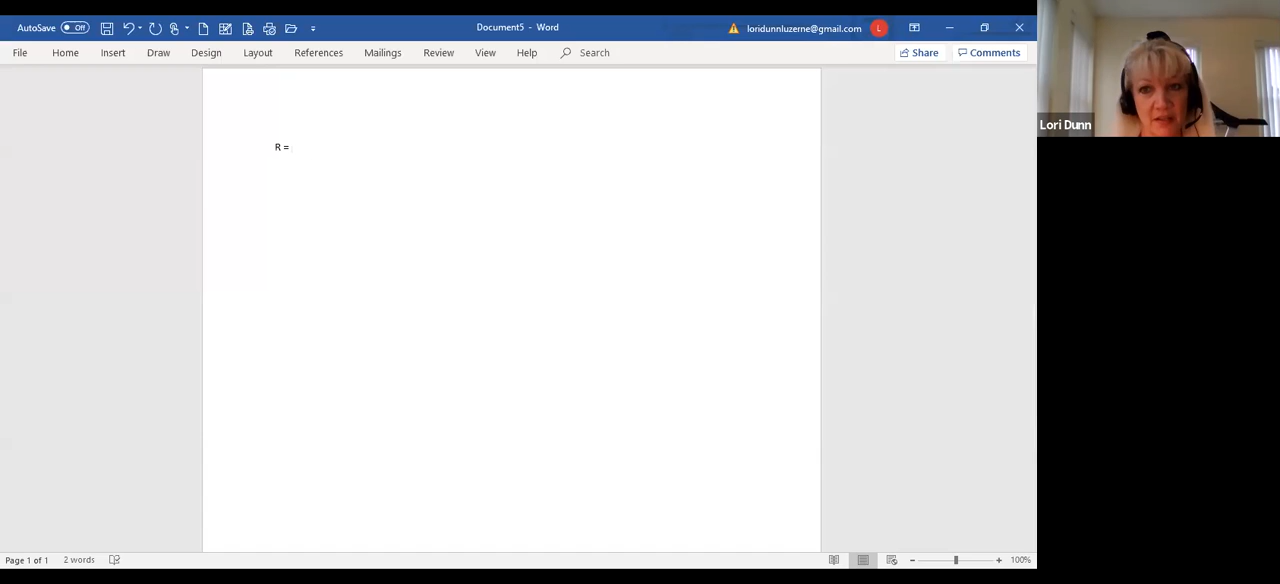 AutoSave Off Document5 - Word loridunnluzerne@gmail.com L
File Home Insert Draw Design Layout References Mailings Review View Help Search Share Comments
Lori Dunn
R =
Page 1 of 1 2 words 100%